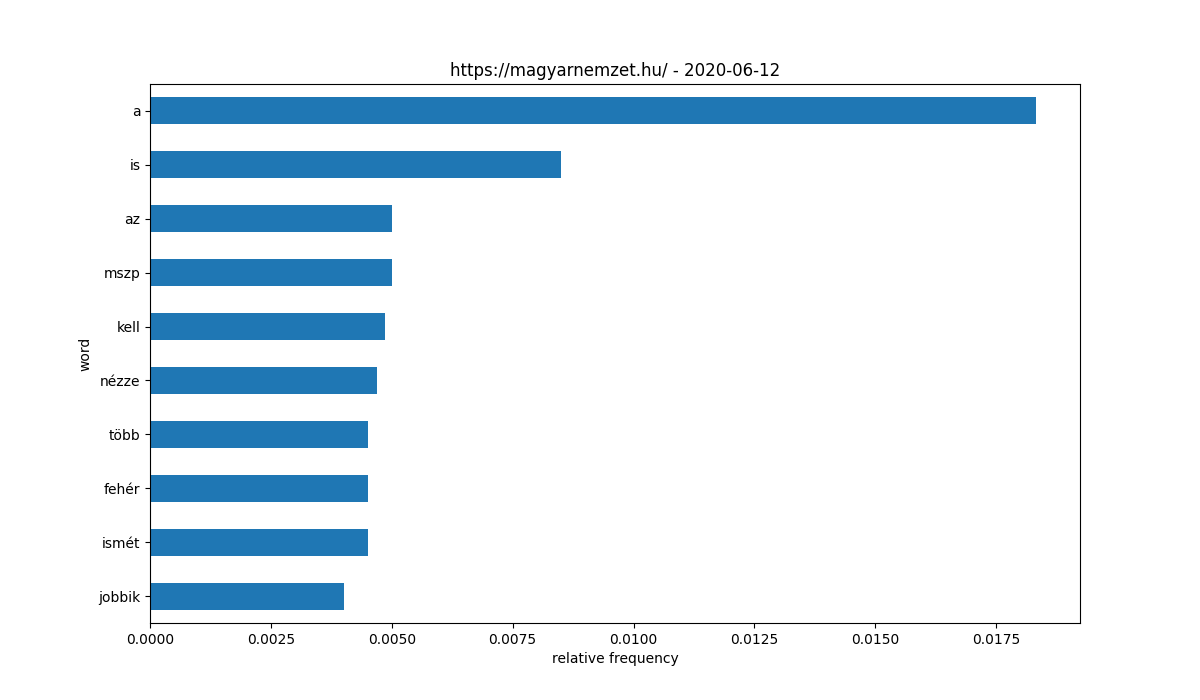 https://magyarnemzet.hu/ - 2020-06-12
a
is
az
mszp
kell
nézze
több
fehér
ismét
jobbik
word
0.0000 0.0025 0.0050 0.0075 0.0100 0.0125 0.0150 0.0175
relative frequency